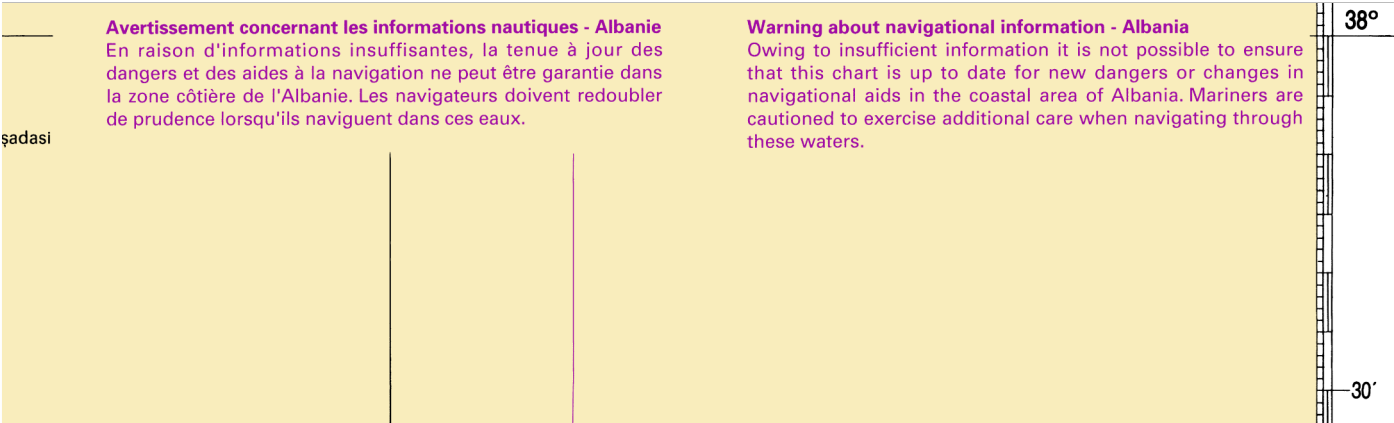 Avertissement concernant les informations nautiques - Albanie
En raison d'informations insuffisantes, la tenue à jour des
dangers et des aides à la navigation ne peut être garantie dans
la zone côtière de l'Albanie. Les navigateurs doivent redoubler
de prudence lorsqu'ils naviguent dans ces eaux.
Warning about navigational information - Albania
Owing to insufficient information it is not possible to ensure
that this chart is up to date for new dangers or changes in
navigational aids in the coastal area of Albania. Mariners are
cautioned to exercise additional care when navigating through
these waters.
şadasi
38°
30′